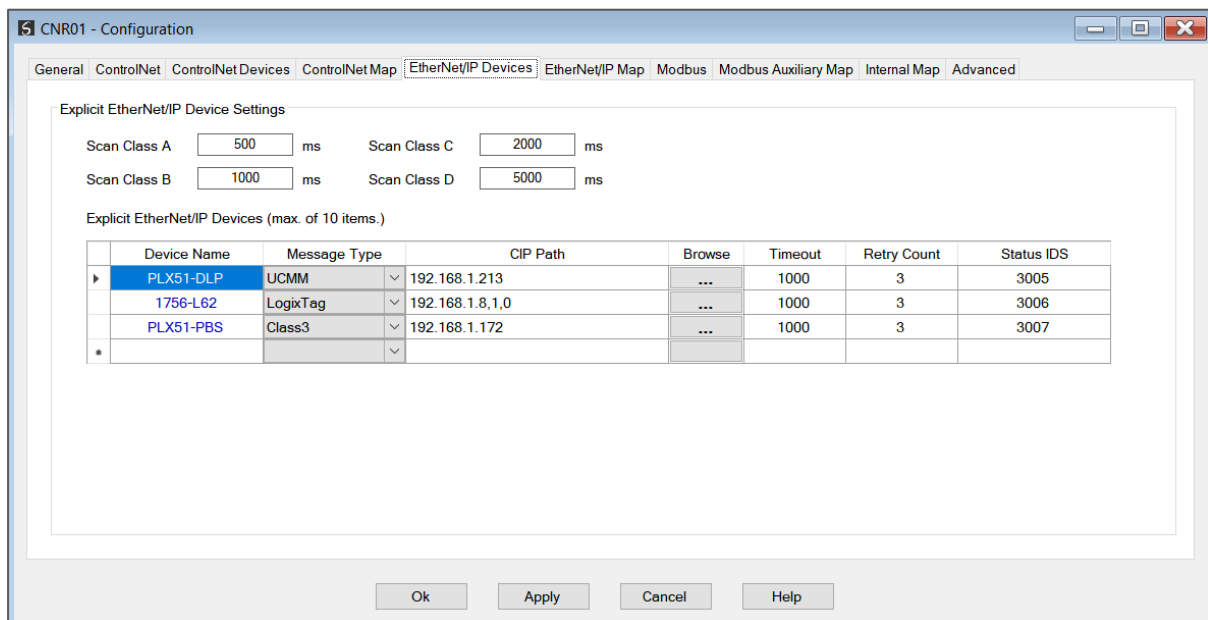 CNR01 - Configuration
General ControlNet ControlNet Devices ControlNet Map EtherNet/IP Devices EtherNet/IP Map Modbus Modbus Auxiliary Map Internal Map Advanced
Explicit EtherNet/IP Device Settings
Scan Class A 500 ms Scan Class C 2000 ms
Scan Class B 1000 ms Scan Class D 5000 ms
Explicit EtherNet/IP Devices (max. of 10 items.)
Device Name Message Type CIP Path Browse Timeout Retry Count Status IDS
PLX51-DLP UCMM 192.168.1.213 ... 1000 3 3005
1756-L62 LogixTag 192.168.1.8,1,0 ... 1000 3 3006
PLX51-PBS Class3 192.168.1.172 ... 1000 3 3007
Ok Apply Cancel Help